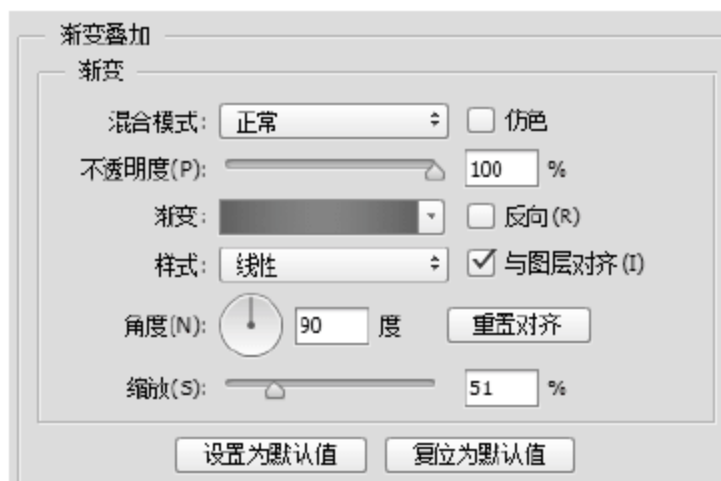 渐变叠加
渐变
混合模式: 正常 仿色
不透明度(P): 100 %
渐变: 反向(R)
样式: 线性 与图层对齐(I)
角度(N): 90 度 重置对齐
缩放(S): 51 %
设置为默认值 复位为默认值